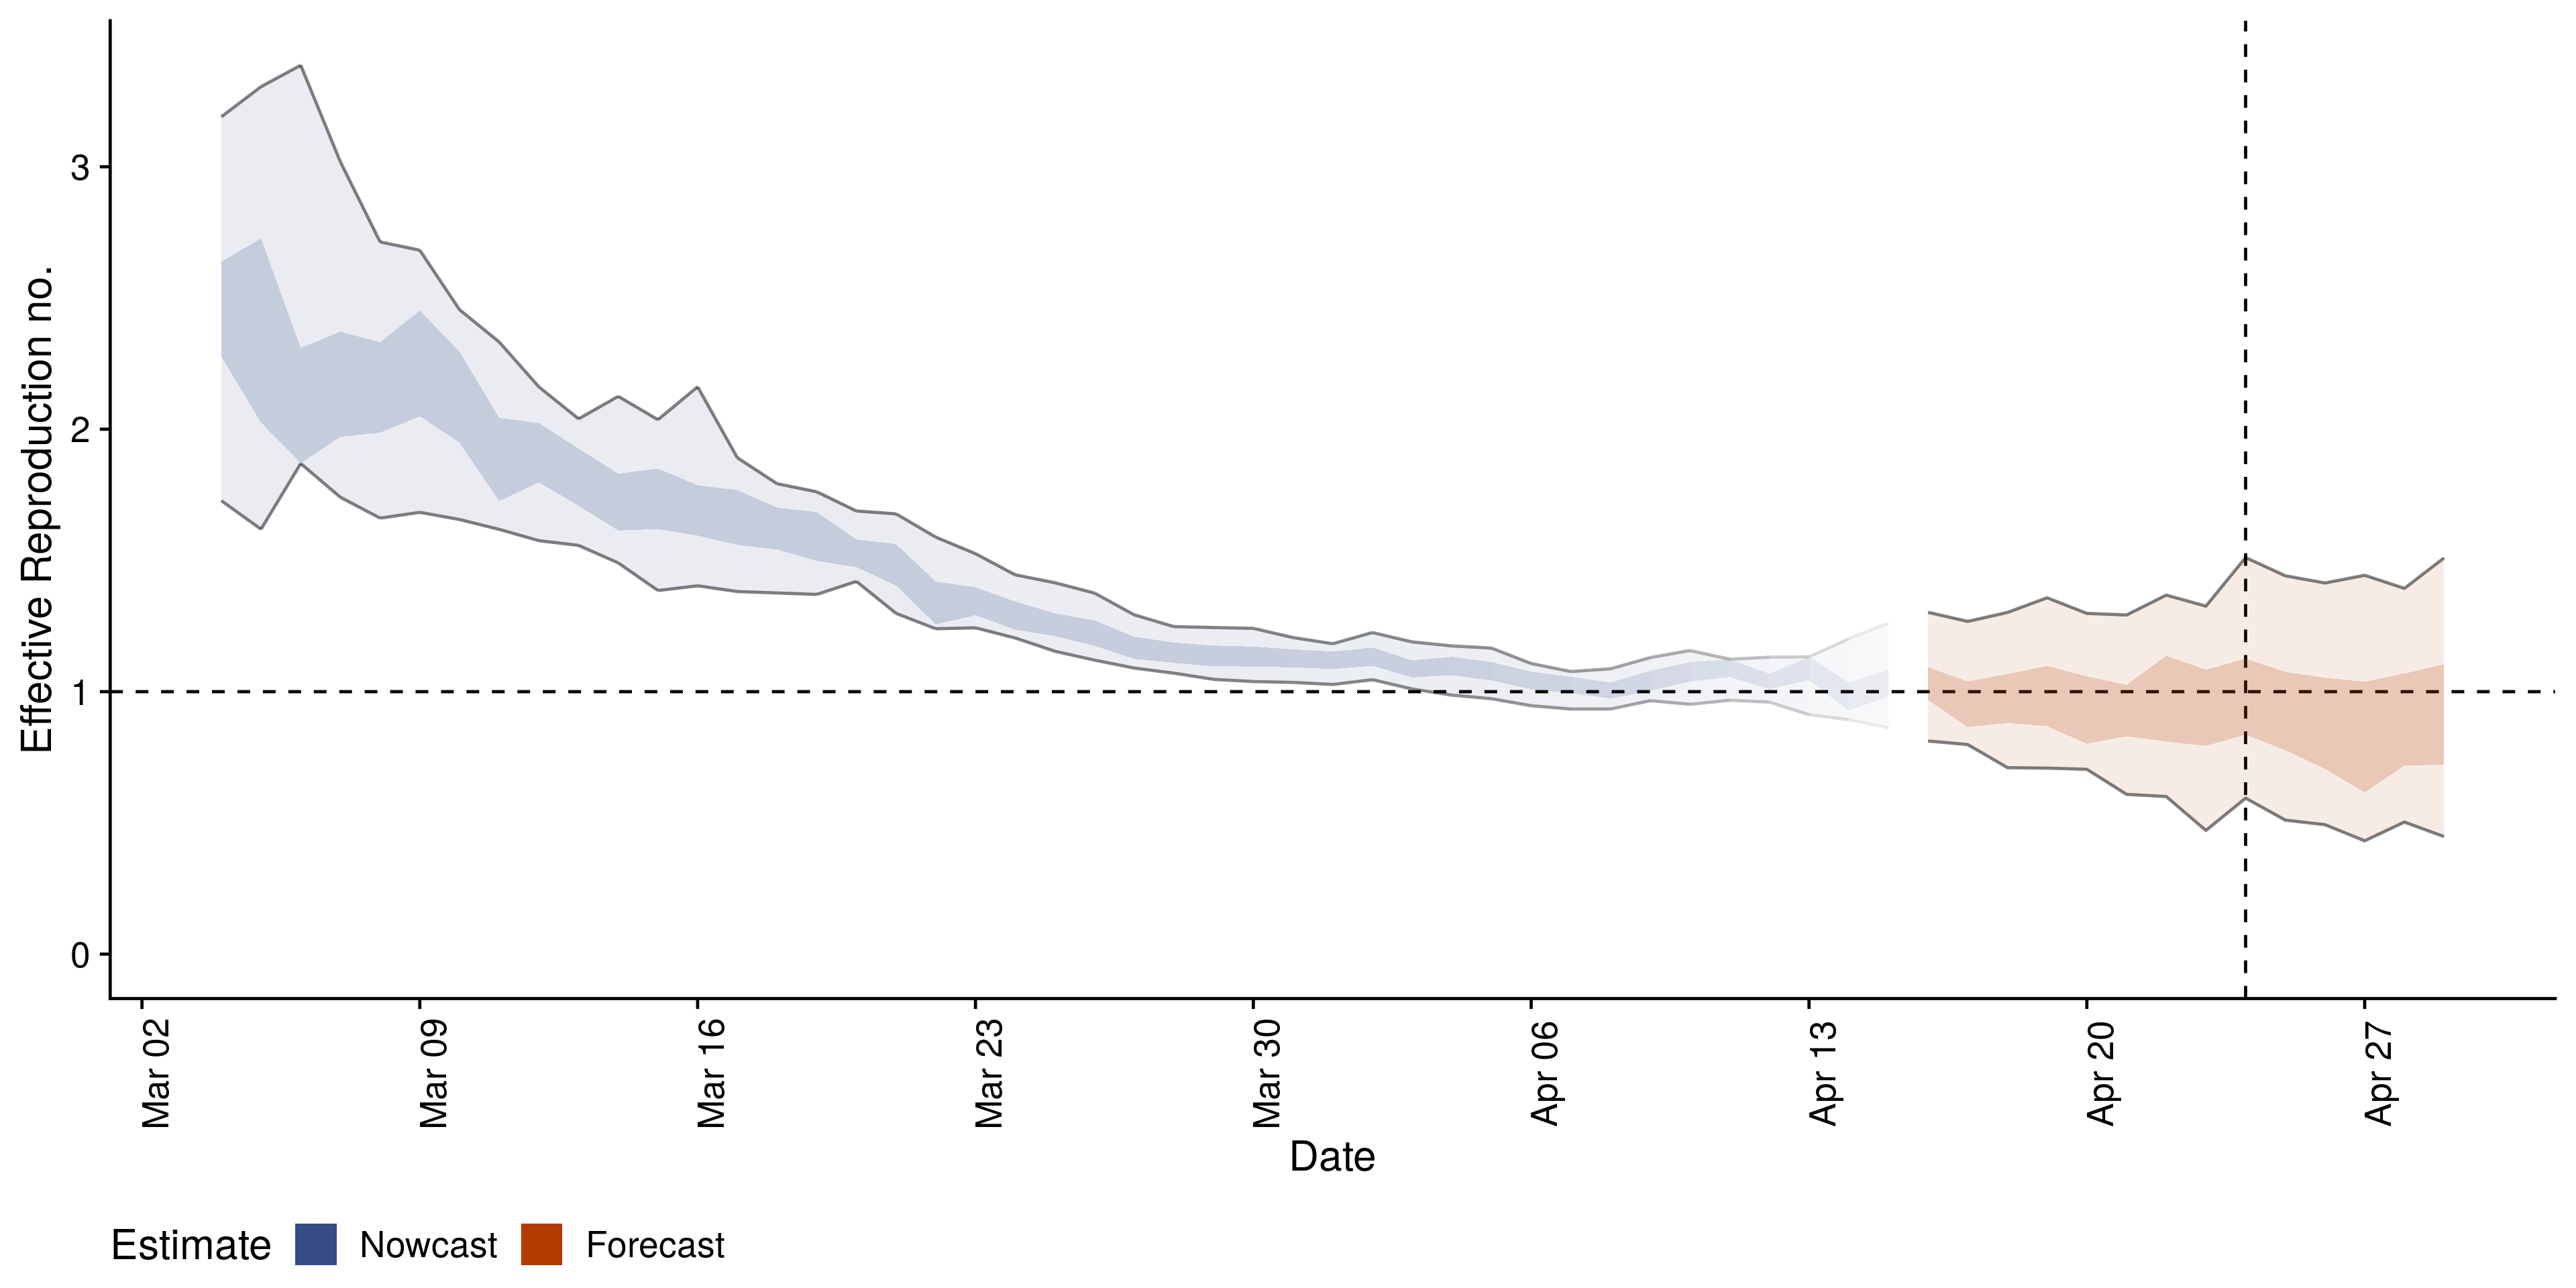 Effective Reproduction no.
3
2
1
0
Mar 02
Mar 09
Mar 16
Mar 23
Mar 30
Apr 06
Apr 13
Apr 20
Apr 27
Date
Estimate Nowcast Forecast